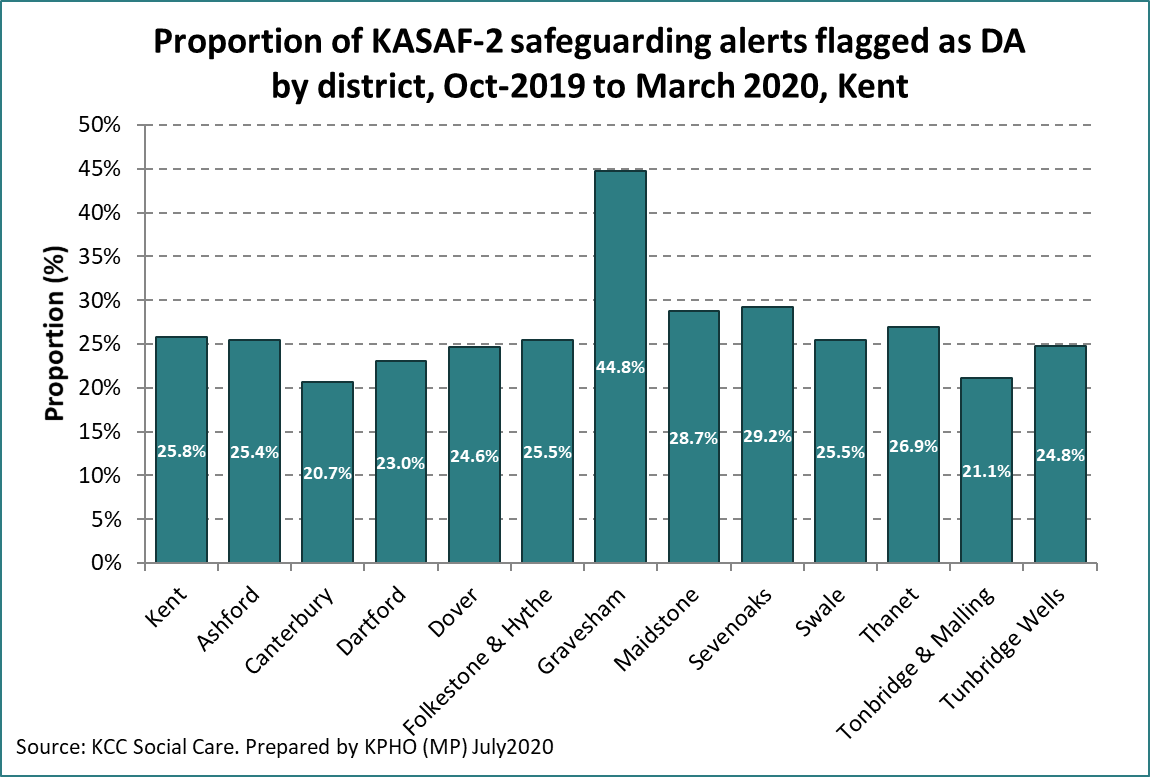 Proportion of KASAF-2 safeguarding alerts flagged as DA
by district, Oct-2019 to March 2020, Kent
Proportion (%)
50%
45%
40%
35%
30%
25%
20%
15%
10%
5%
0%
25.8%
25.4%
20.7%
23.0%
24.6%
25.5%
44.8%
28.7%
29.2%
25.5%
26.9%
21.1%
24.8%
Kent
Ashford
Canterbury
Dartford
Dover
Folkestone & Hythe
Gravesham
Maidstone
Sevenoaks
Swale
Thanet
Tonbridge & Malling
Tunbridge Wells
Source: KCC Social Care. Prepared by KPHO (MP) July2020